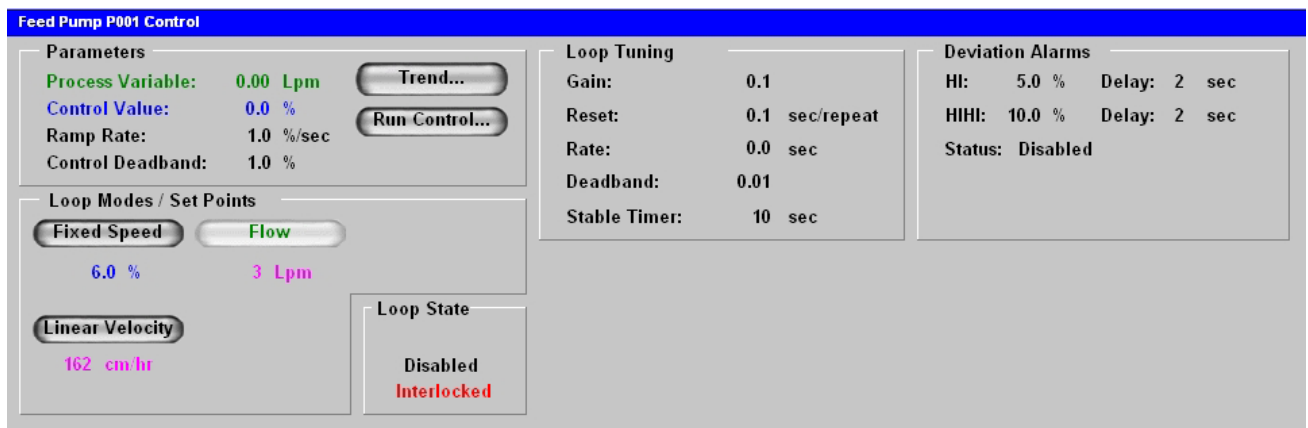 Feed Pump P001 Control
Parameters
Process Variable: 0.00 Lpm
Trend...
Control Value: 0.0 %
Run Control...
Ramp Rate: 1.0 %/sec
Control Deadband: 1.0 %
Loop Modes / Set Points
Fixed Speed
Flow
6.0 %
3 Lpm
Linear Velocity
162 cm/hr
Loop State
Disabled
Interlocked
Loop Tuning
Gain: 0.1
Reset: 0.1 sec/repeat
Rate: 0.0 sec
Deadband: 0.01
Stable Timer: 10 sec
Deviation Alarms
HI: 5.0 % Delay: 2 sec
HIHI: 10.0 % Delay: 2 sec
Status: Disabled